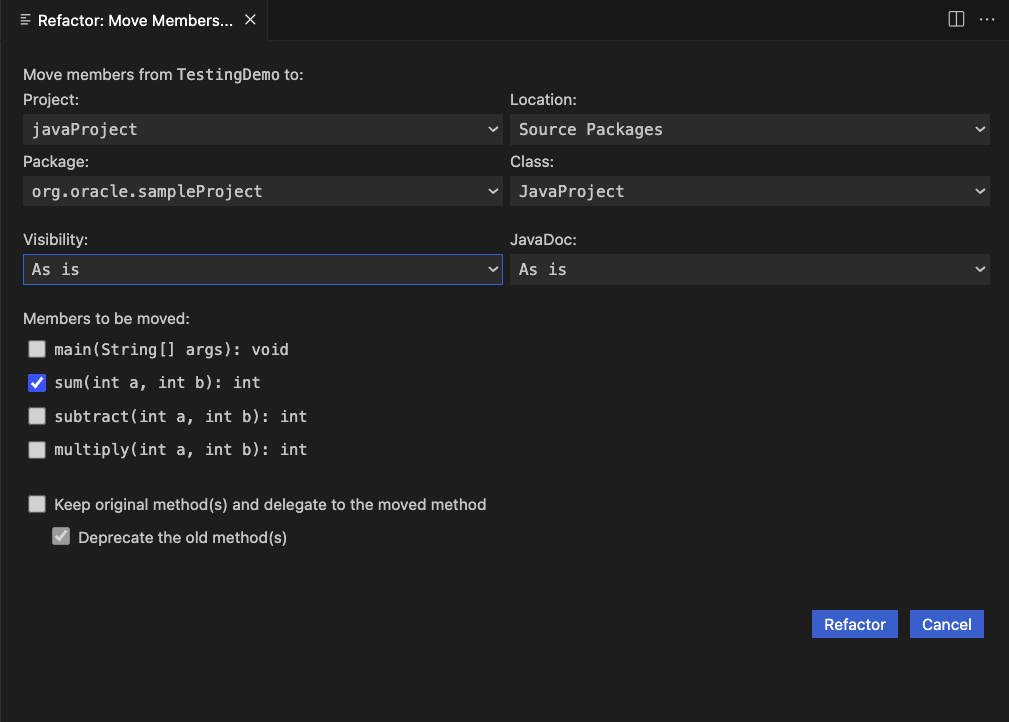 Refactor: Move Members...
Move members from TestingDemo to:
Project: Location:
javaProject Source Packages
Package: Class:
org.oracle.sampleProject JavaProject
Visibility: JavaDoc:
As is As is
Members to be moved:
main(String[] args): void
sum(int a, int b): int
subtract(int a, int b): int
multiply(int a, int b): int
Keep original method(s) and delegate to the moved method
Deprecate the old method(s)
Refactor Cancel